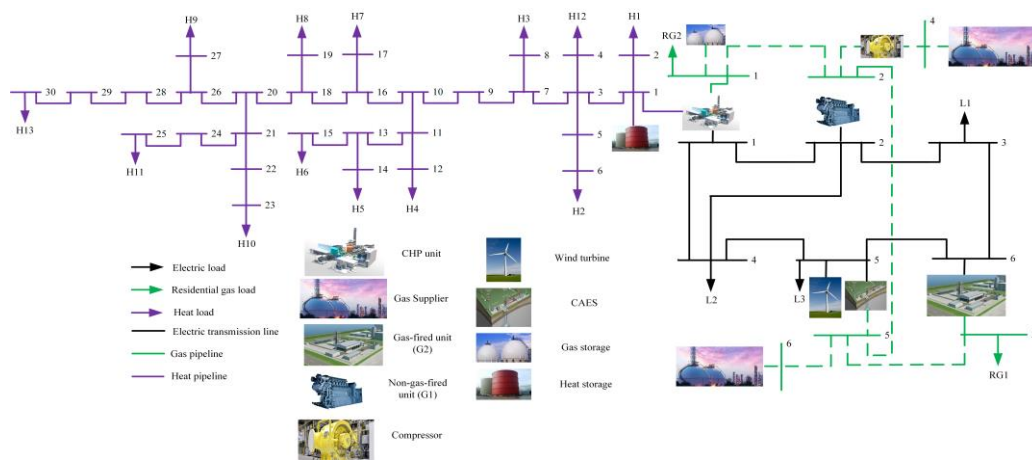 H9
H8
H7
H3
H12
H1
RG2
4
27
19
17
8
4
2
1
2
L1
30
29
28
26
20
18
16
10
9
7
3
1
1
2
3
H13
25
24
21
15
13
11
5
H11
22
H6
14
12
6
23
H5
H4
H2
H10
4
5
6
L2
L3
CHP unit
Wind turbine
Electric load
Residential gas load
Gas Supplier
CAES
Heat load
Electric transmission line
Gas-fired unit
(G2)
Gas storage
Gas pipeline
Heat pipeline
Non-gas-fired
unit (G1)
Heat storage
Compressor
6
5
RG1